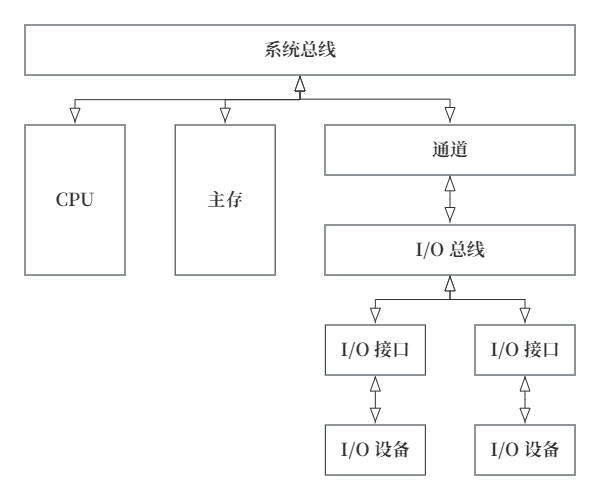 系统总线
CPU
主存
通道
I/O 总线
I/O 接口
I/O 接口
I/O 设备
I/O 设备